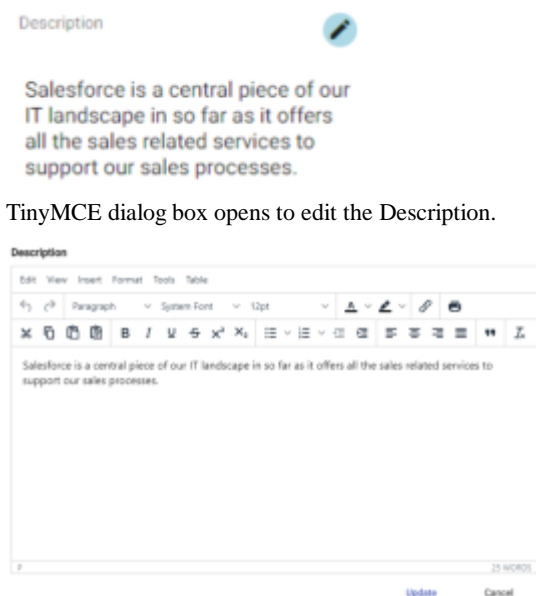 Description
Salesforce is a central piece of our
IT landscape in so far as it offers
all the sales related services to
support our sales processes.
TinyMCE dialog box opens to edit the Description.
Description
Edit View Insert Format Tools Table
Paragraph System Font 12pt A
B I U S x² X₂
Salesforce is a central piece of our IT landscape in so far as it offers all the sales related services to
support our sales processes.
P 25 WORDS
Update Cancel